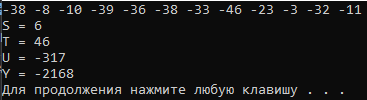 -38 -8 -10 -39 -36 -38 -33 -46 -23 -3 -32 -11
S = 6
T = 46
U = -317
Y = -2168
Для продолжения нажмите любую клавишу . . .